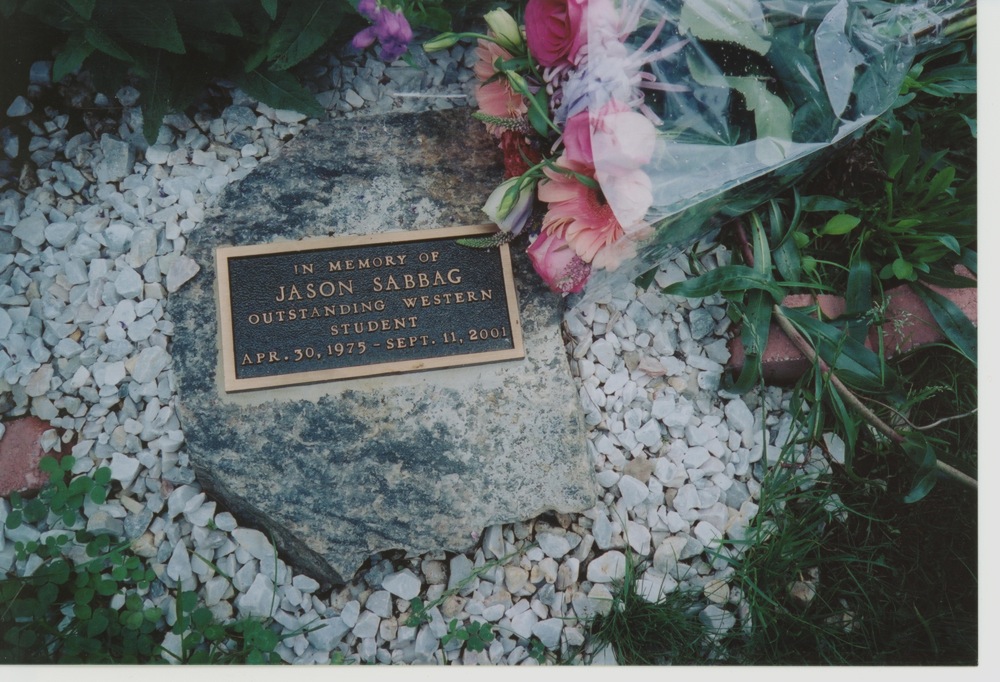 IN MEMORY OF
JASON SABBAG
OUTSTANDING WESTERN
STUDENT
APR. 30, 1975 - SEPT. 11, 2001